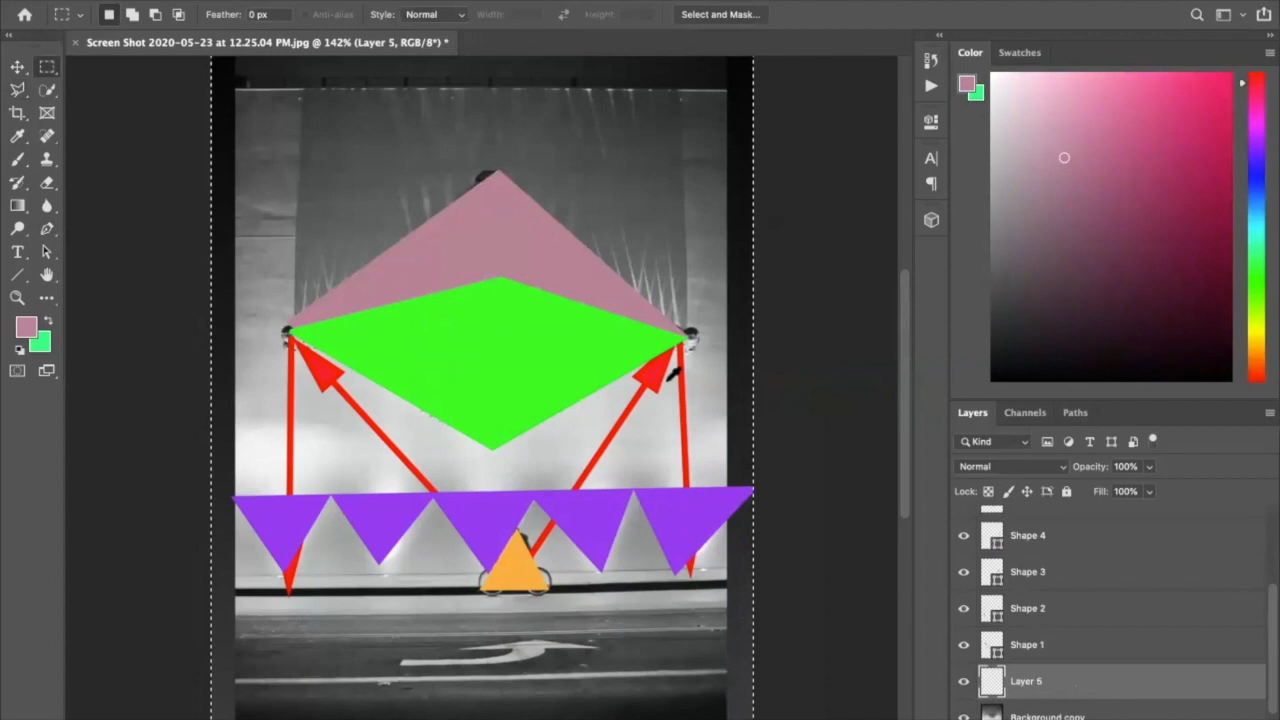 Feather: 0 px
Anti-alias
Style: Normal
Width:
Height:
Select and Mask...
Screen Shot 2020-05-23 at 12.25.04 PM.jpg @ 142% (Layer 5, RGB/8*) *
Color
Swatches
Layers
Channels
Paths
Kind
Normal
Opacity: 100%
Lock:
Fill: 100%
Shape 4
Shape 3
Shape 2
Shape 1
Layer 5
Background copy